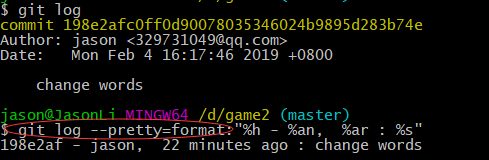 $ git log
commit 198e2afc0ff0d90078035346024b9895d283b74e
Author: jason <329731049@qq.com>
Date:   Mon Feb 4 16:17:46 2019 +0800
    change words
jason@JasonLi MINGW64 /d/game2 (master)
$ git log --pretty=format:"%h - %an,  %ar : %s"
198e2af - jason,  22 minutes ago : change words